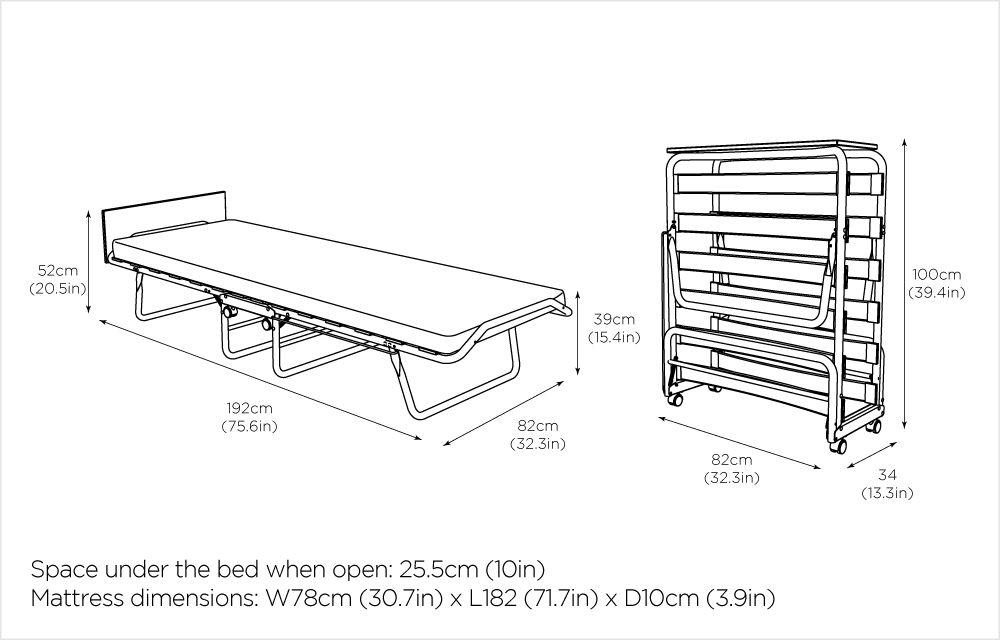 52cm
(20.5in)
192cm
(75.6in)
82cm
(32.3in)
39cm
(15.4in)
100cm
(39.4in)
82cm
(32.3in)
34
(13.3in)
Space under the bed when open: 25.5cm (10in)
Mattress dimensions: W78cm (30.7in) x L182 (71.7in) x D10cm (3.9in)